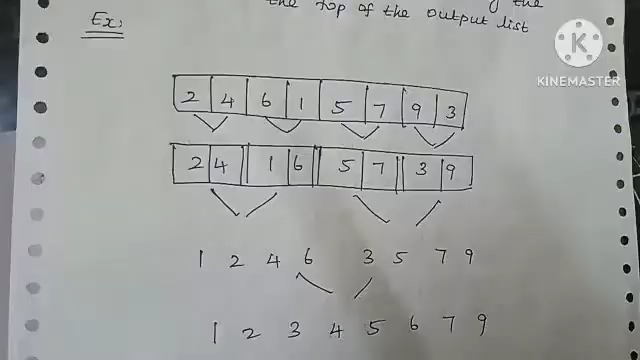 the top of the output list
Ex:
KINEMASTER
2 4 6 1 5 7 9 3
2 4 1 6 5 7 3 9
1 2 4 6 3 5 7 9
1 2 3 4 5 6 7 9